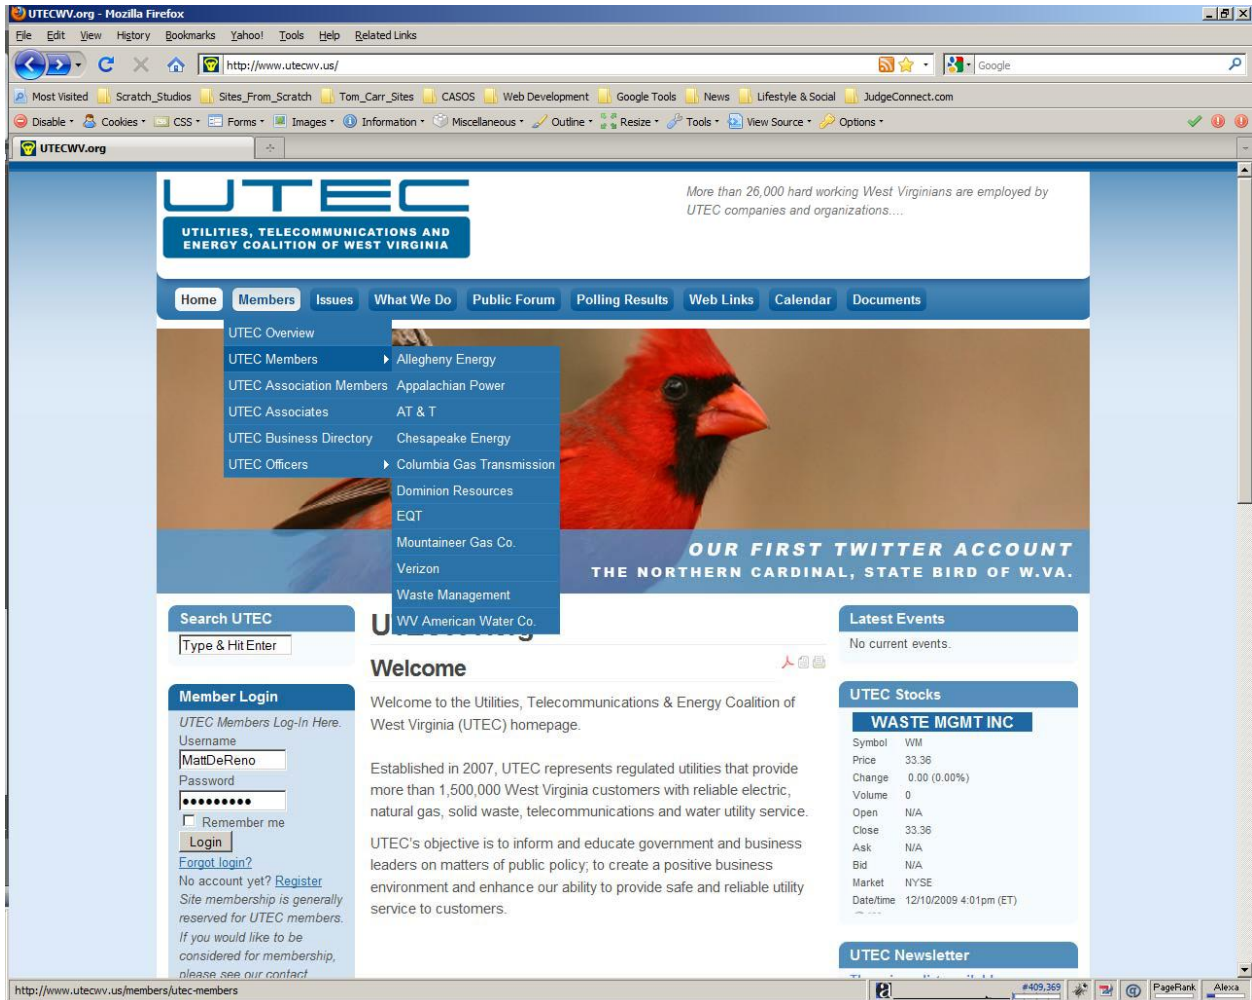 UTECWV.org - Mozilla Firefox
File Edit View History Bookmarks Yahoo! Tools Help Related Links
http://www.utecwv.us/
Google
Most Visited Scratch_Studios Sites_From_Scratch Tom_Carr_Sites CASOS Web Development Google Tools News Lifestyle & Social JudgeConnect.com
Disable Cookies CSS Forms Images Information Miscellaneous Outline Resize Tools View Source Options
UTECWV.org
UTEC
UTILITIES, TELECOMMUNICATIONS AND
ENERGY COALITION OF WEST VIRGINIA
More than 26,000 hard working West Virginians are employed by
UTEC companies and organizations....
Home Members Issues What We Do Public Forum Polling Results Web Links Calendar Documents
UTEC Overview
UTEC Members
UTEC Association Members
UTEC Associates
UTEC Business Directory
UTEC Officers
Allegheny Energy
Appalachian Power
AT & T
Chesapeake Energy
Columbia Gas Transmission
Dominion Resources
EQT
Mountaineer Gas Co.
Verizon
Waste Management
WV American Water Co.
OUR FIRST TWITTER ACCOUNT
THE NORTHERN CARDINAL, STATE BIRD OF W.VA.
Search UTEC
Type & Hit Enter
Member Login
UTEC Members Log-In Here.
Username
MattDeReno
Password
Remember me
Login
Forgot login?
No account yet? Register
Site membership is generally
reserved for UTEC members.
If you would like to be
considered for membership,
please see our contact
Welcome
Welcome to the Utilities, Telecommunications & Energy Coalition of
West Virginia (UTEC) homepage.
Established in 2007, UTEC represents regulated utilities that provide
more than 1,500,000 West Virginia customers with reliable electric,
natural gas, solid waste, telecommunications and water utility service.
UTEC's objective is to inform and educate government and business
leaders on matters of public policy; to create a positive business
environment and enhance our ability to provide safe and reliable utility
service to customers.
Latest Events
No current events.
UTEC Stocks
WASTE MGMT INC
Symbol WM
Price 33.36
Change 0.00 (0.00%)
Volume 0
Open N/A
Close 33.36
Ask N/A
Bid N/A
Market NYSE
Date/time 12/10/2009 4:01pm (ET)
UTEC Newsletter
http://www.utecwv.us/members/utec-members
#409,369
PageRank
Alexa